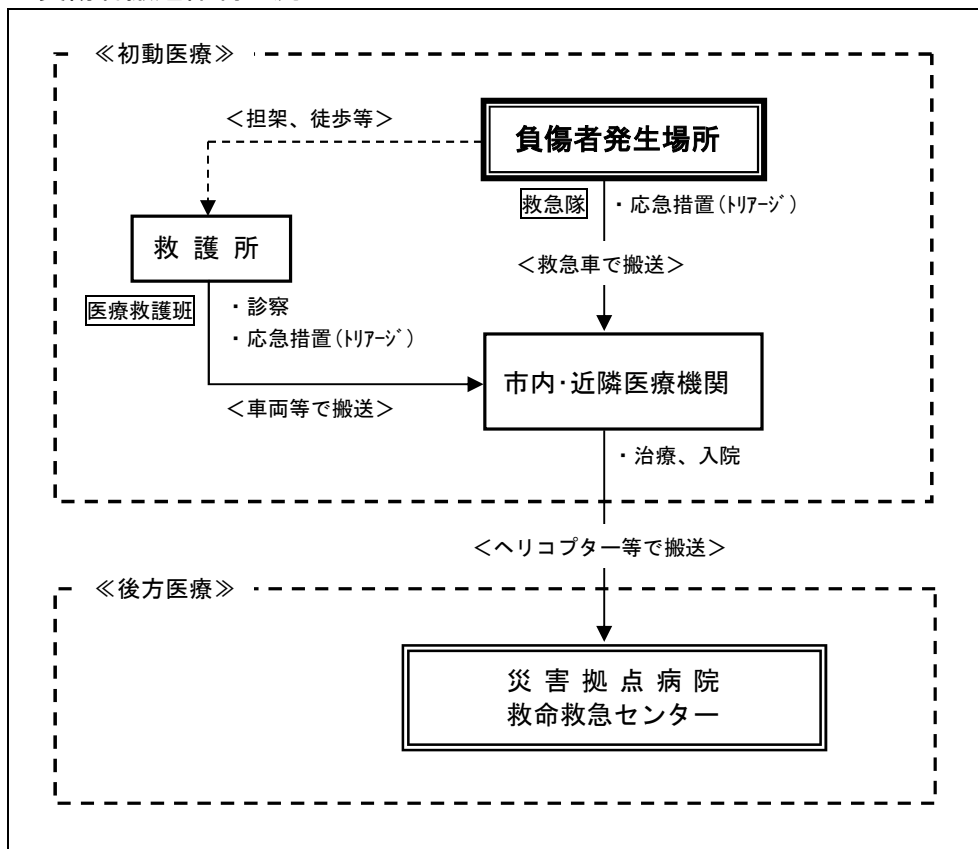 ≪初動医療≫
＜担架、徒歩等＞
負傷者発生場所
救急隊 ・応急措置(ﾄﾘｱｰｼﾞ)
救護所
＜救急車で搬送＞
医療救護班 ・診察
・応急措置(ﾄﾘｱｰｼﾞ)
市内･近隣医療機関
＜車両等で搬送＞
・治療、入院
＜ヘリコプター等で搬送＞
≪後方医療≫
災害拠点病院
救命救急センター